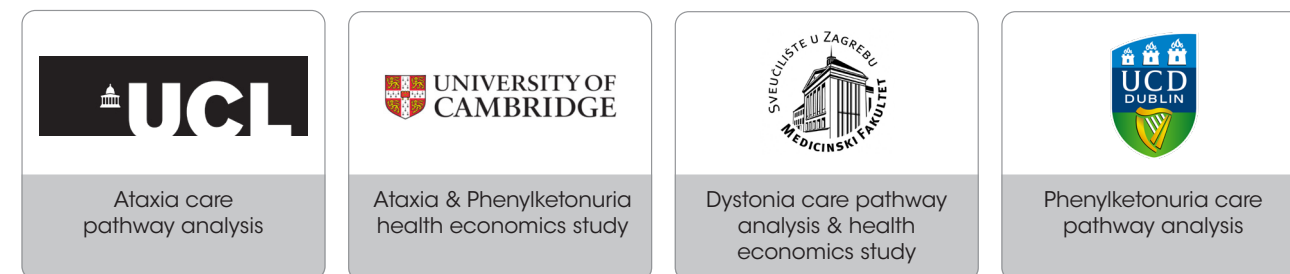 UCL
Ataxia care
pathway analysis
UNIVERSITY OF
CAMBRIDGE
Ataxia & Phenylketonuria
health economics study
SVEUČILIŠTE U ZAGREBU
MEDICINSKI FAKULTET
Dystonia care pathway
analysis & health
economics study
UCD
DUBLIN
Phenylketonuria care
pathway analysis